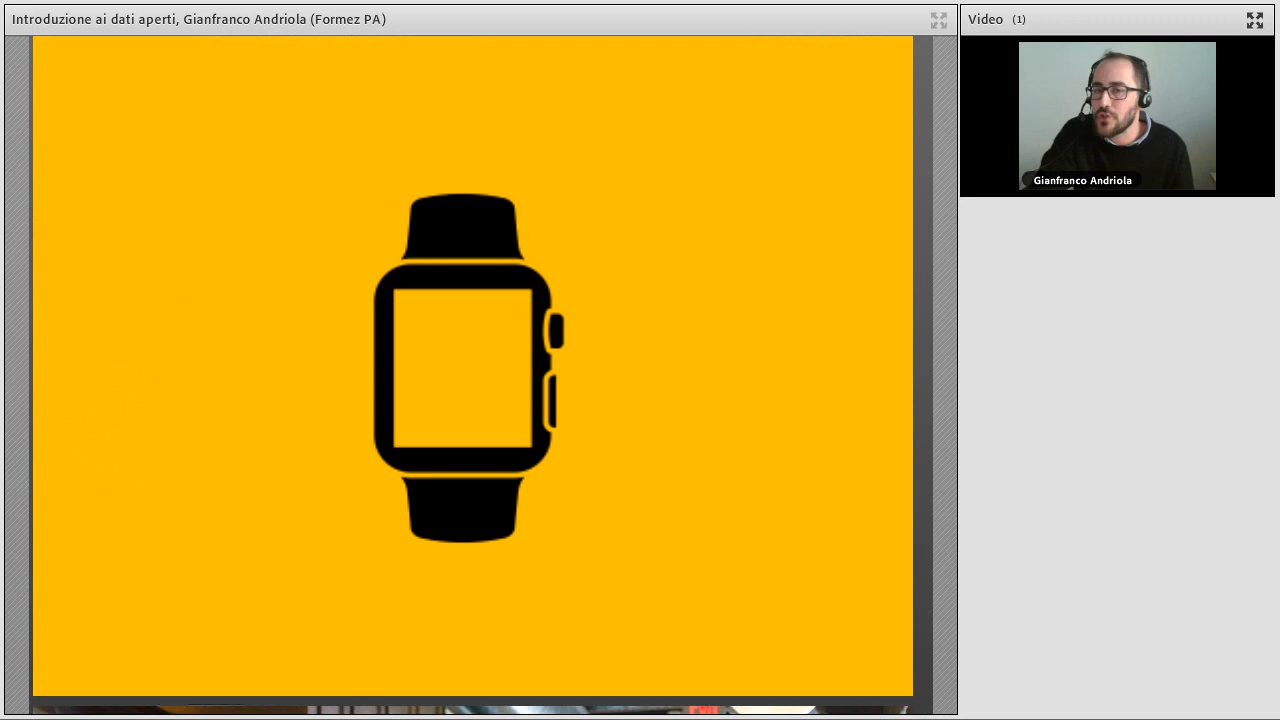 Introduzione ai dati aperti, Gianfranco Andriola (Formez PA)
Video (1)
Gianfranco Andriola